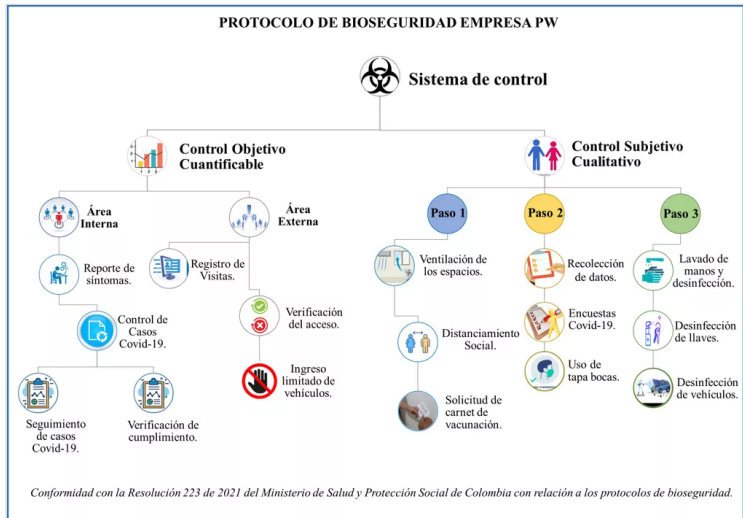 PROTOCOLO DE BIOSEGURIDAD EMPRESA PW
Sistema de control
Control Objetivo
Cuantificable
Control Subjetivo
Cualitativo
Área
Interna
Área
Externa
Paso 1
Paso 2
Paso 3
Reporte de
síntomas.
Registro de
Visitas.
Ventilación de
los espacios.
Recolección
de datos.
Lavado de
manos y
desinfección.
Control de
Casos
Covid-19.
Verificación
del acceso.
Distanciamiento
Social.
Encuestas
Covid-19.
Desinfección
de llaves.
Ingreso
limitado de
vehículos.
Solicitud de
carnet de
vacunación.
Uso de
tapa bocas.
Desinfección
de vehículos.
Seguimiento
de casos
Covid-19.
Verificación de
cumplimiento.
Conformidad con la Resolución 223 de 2021 del Ministerio de Salud y Protección Social de Colombia con relación a los protocolos de bioseguridad.